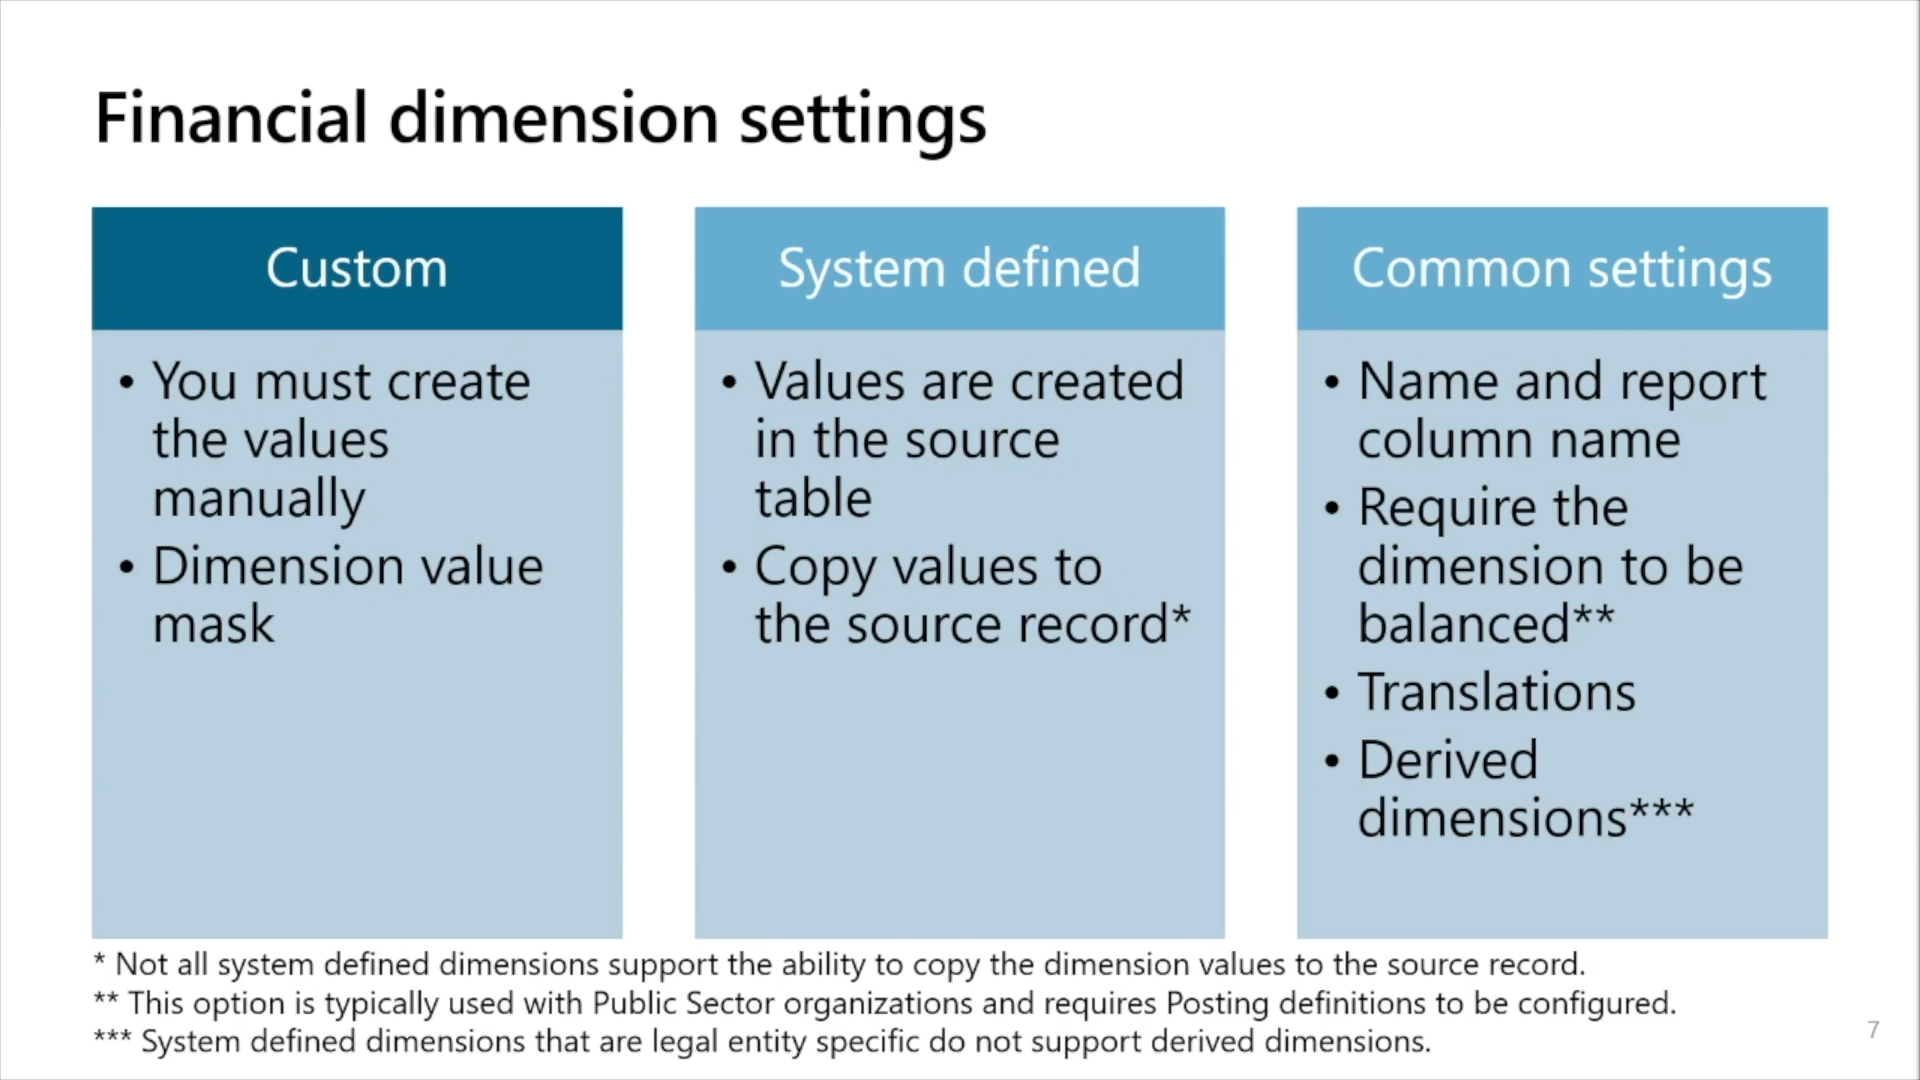 Financial dimension settings
Custom
• You must create
the values
manually
• Dimension value
mask
System defined
• Values are created
in the source
table
• Copy values to
the source record*
Common settings
• Name and report
column name
• Require the
dimension to be
balanced**
• Translations
• Derived
dimensions***
* Not all system defined dimensions support the ability to copy the dimension values to the source record.
** This option is typically used with Public Sector organizations and requires Posting definitions to be configured.
*** System defined dimensions that are legal entity specific do not support derived dimensions.
7